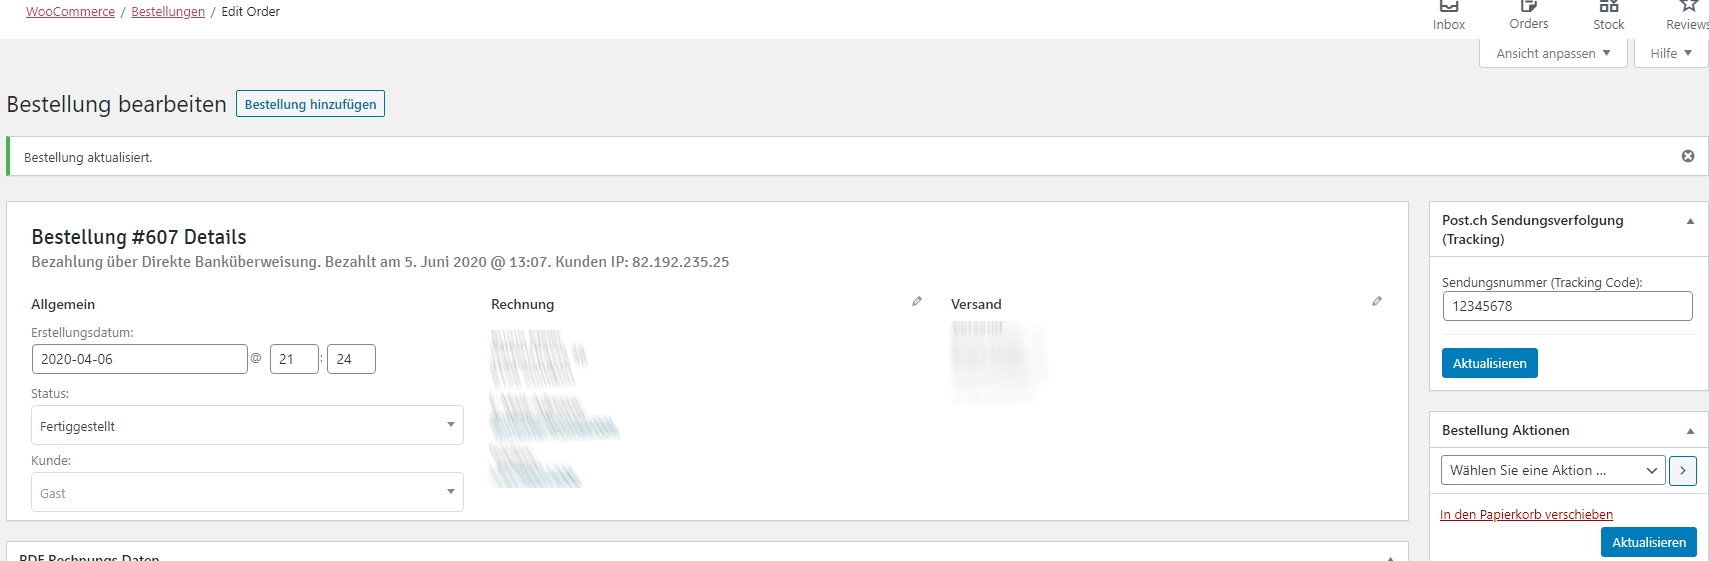 WooCommerce / Bestellungen / Edit Order
Inbox Orders Stock Reviews
Ansicht anpassen Hilfe
Bestellung bearbeiten Bestellung hinzufügen
Bestellung aktualisiert.
Bestellung #607 Details
Bezahlung über Direkte Banküberweisung. Bezahlt am 5. Juni 2020 @ 13:07. Kunden IP: 82.192.235.25
Allgemein
Erstellungsdatum:
2020-04-06 @ 21 : 24
Status:
Fertiggestellt
Kunde:
Gast
Rechnung
Versand
PDF Rechnungs Daten
Post.ch Sendungsverfolgung
(Tracking)
Sendungsnummer (Tracking Code):
12345678
Aktualisieren
Bestellung Aktionen
Wählen Sie eine Aktion ...
In den Papierkorb verschieben
Aktualisieren